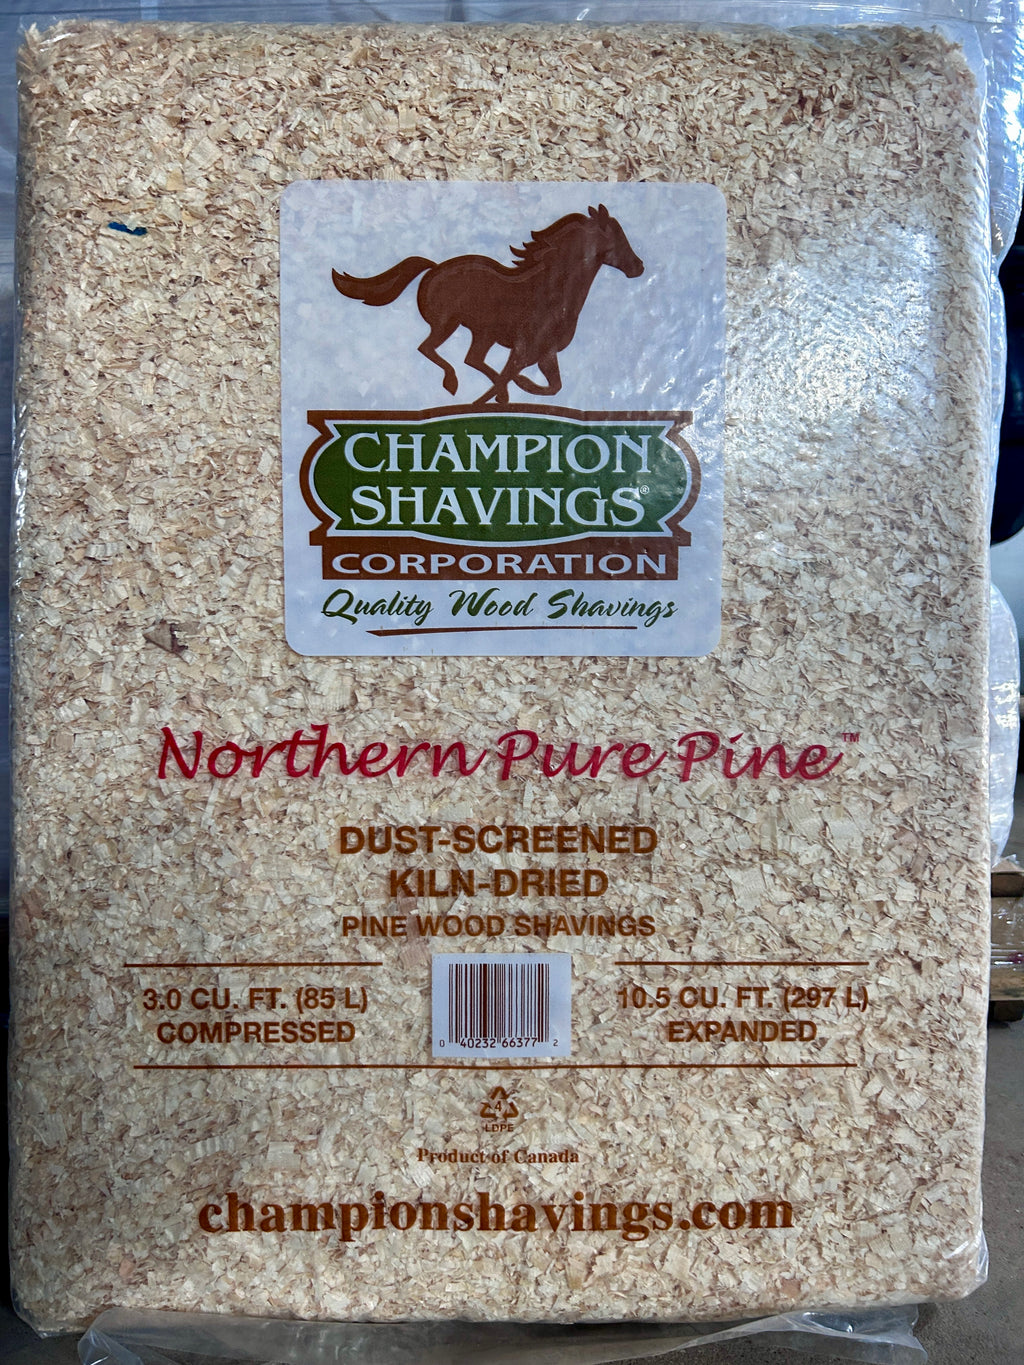 CHAMPION
SHAVINGS®
CORPORATION
Quality Wood Shavings
Northern Pure Pine™
DUST-SCREENED
KILN-DRIED
PINE WOOD SHAVINGS
3.0 CU. FT. (85 L)
COMPRESSED
0 40232 66377 2
10.5 CU. FT. (297 L)
EXPANDED
4
LDPE
Product of Canada
championshavings.com